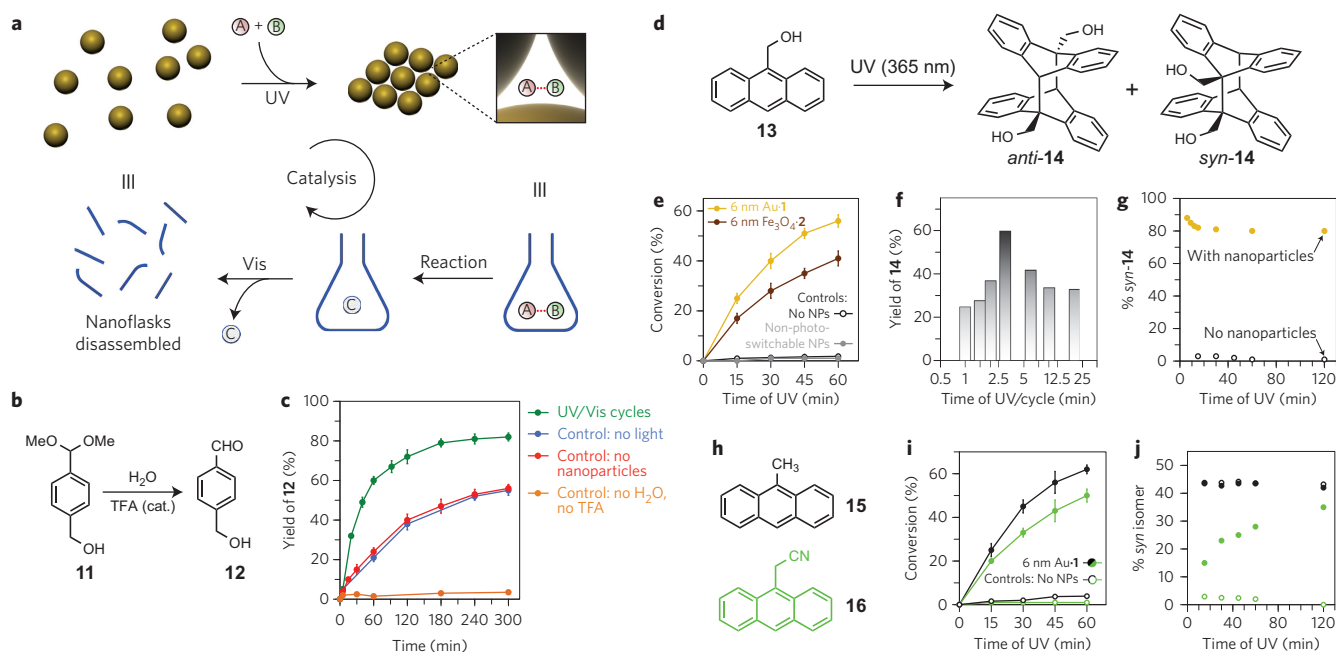 a
A + B
UV
A B
III
Catalysis
III
Vis
Reaction
C
C
A B
Nanoflasks
disassembled
b
MeO OMe
OH
11
H2O
TFA (cat.)
CHO
OH
12
c
Yield of 12 (%)
100
80
60
40
20
0
0 60 120 180 240 300
Time (min)
UV/Vis cycles
Control: no light
Control: no
nanoparticles
Control: no H2O,
no TFA
d
OH
13
UV (365 nm)
OH
HO
anti-14
+
HO
HO
syn-14
e
Conversion (%)
60
40
20
0
6 nm Au·1
6 nm Fe3O4·2
Controls:
No NPs
Non-photo-
switchable NPs
0 15 30 45 60
Time of UV (min)
f
Yield of 14 (%)
60
40
20
0
0.5 1 2.5 5 12.5 25
Time of UV/cycle (min)
g
% syn-14
100
80
60
40
20
0
With nanoparticles
No nanoparticles
0 40 80 120
Time of UV (min)
h
CH3
15
CN
16
i
Conversion (%)
60
40
20
0
6 nm Au·1
Controls: No NPs
0 15 30 45 60
Time of UV (min)
j
% syn isomer
50
40
30
20
10
0
0 40 80 120
Time of UV (min)